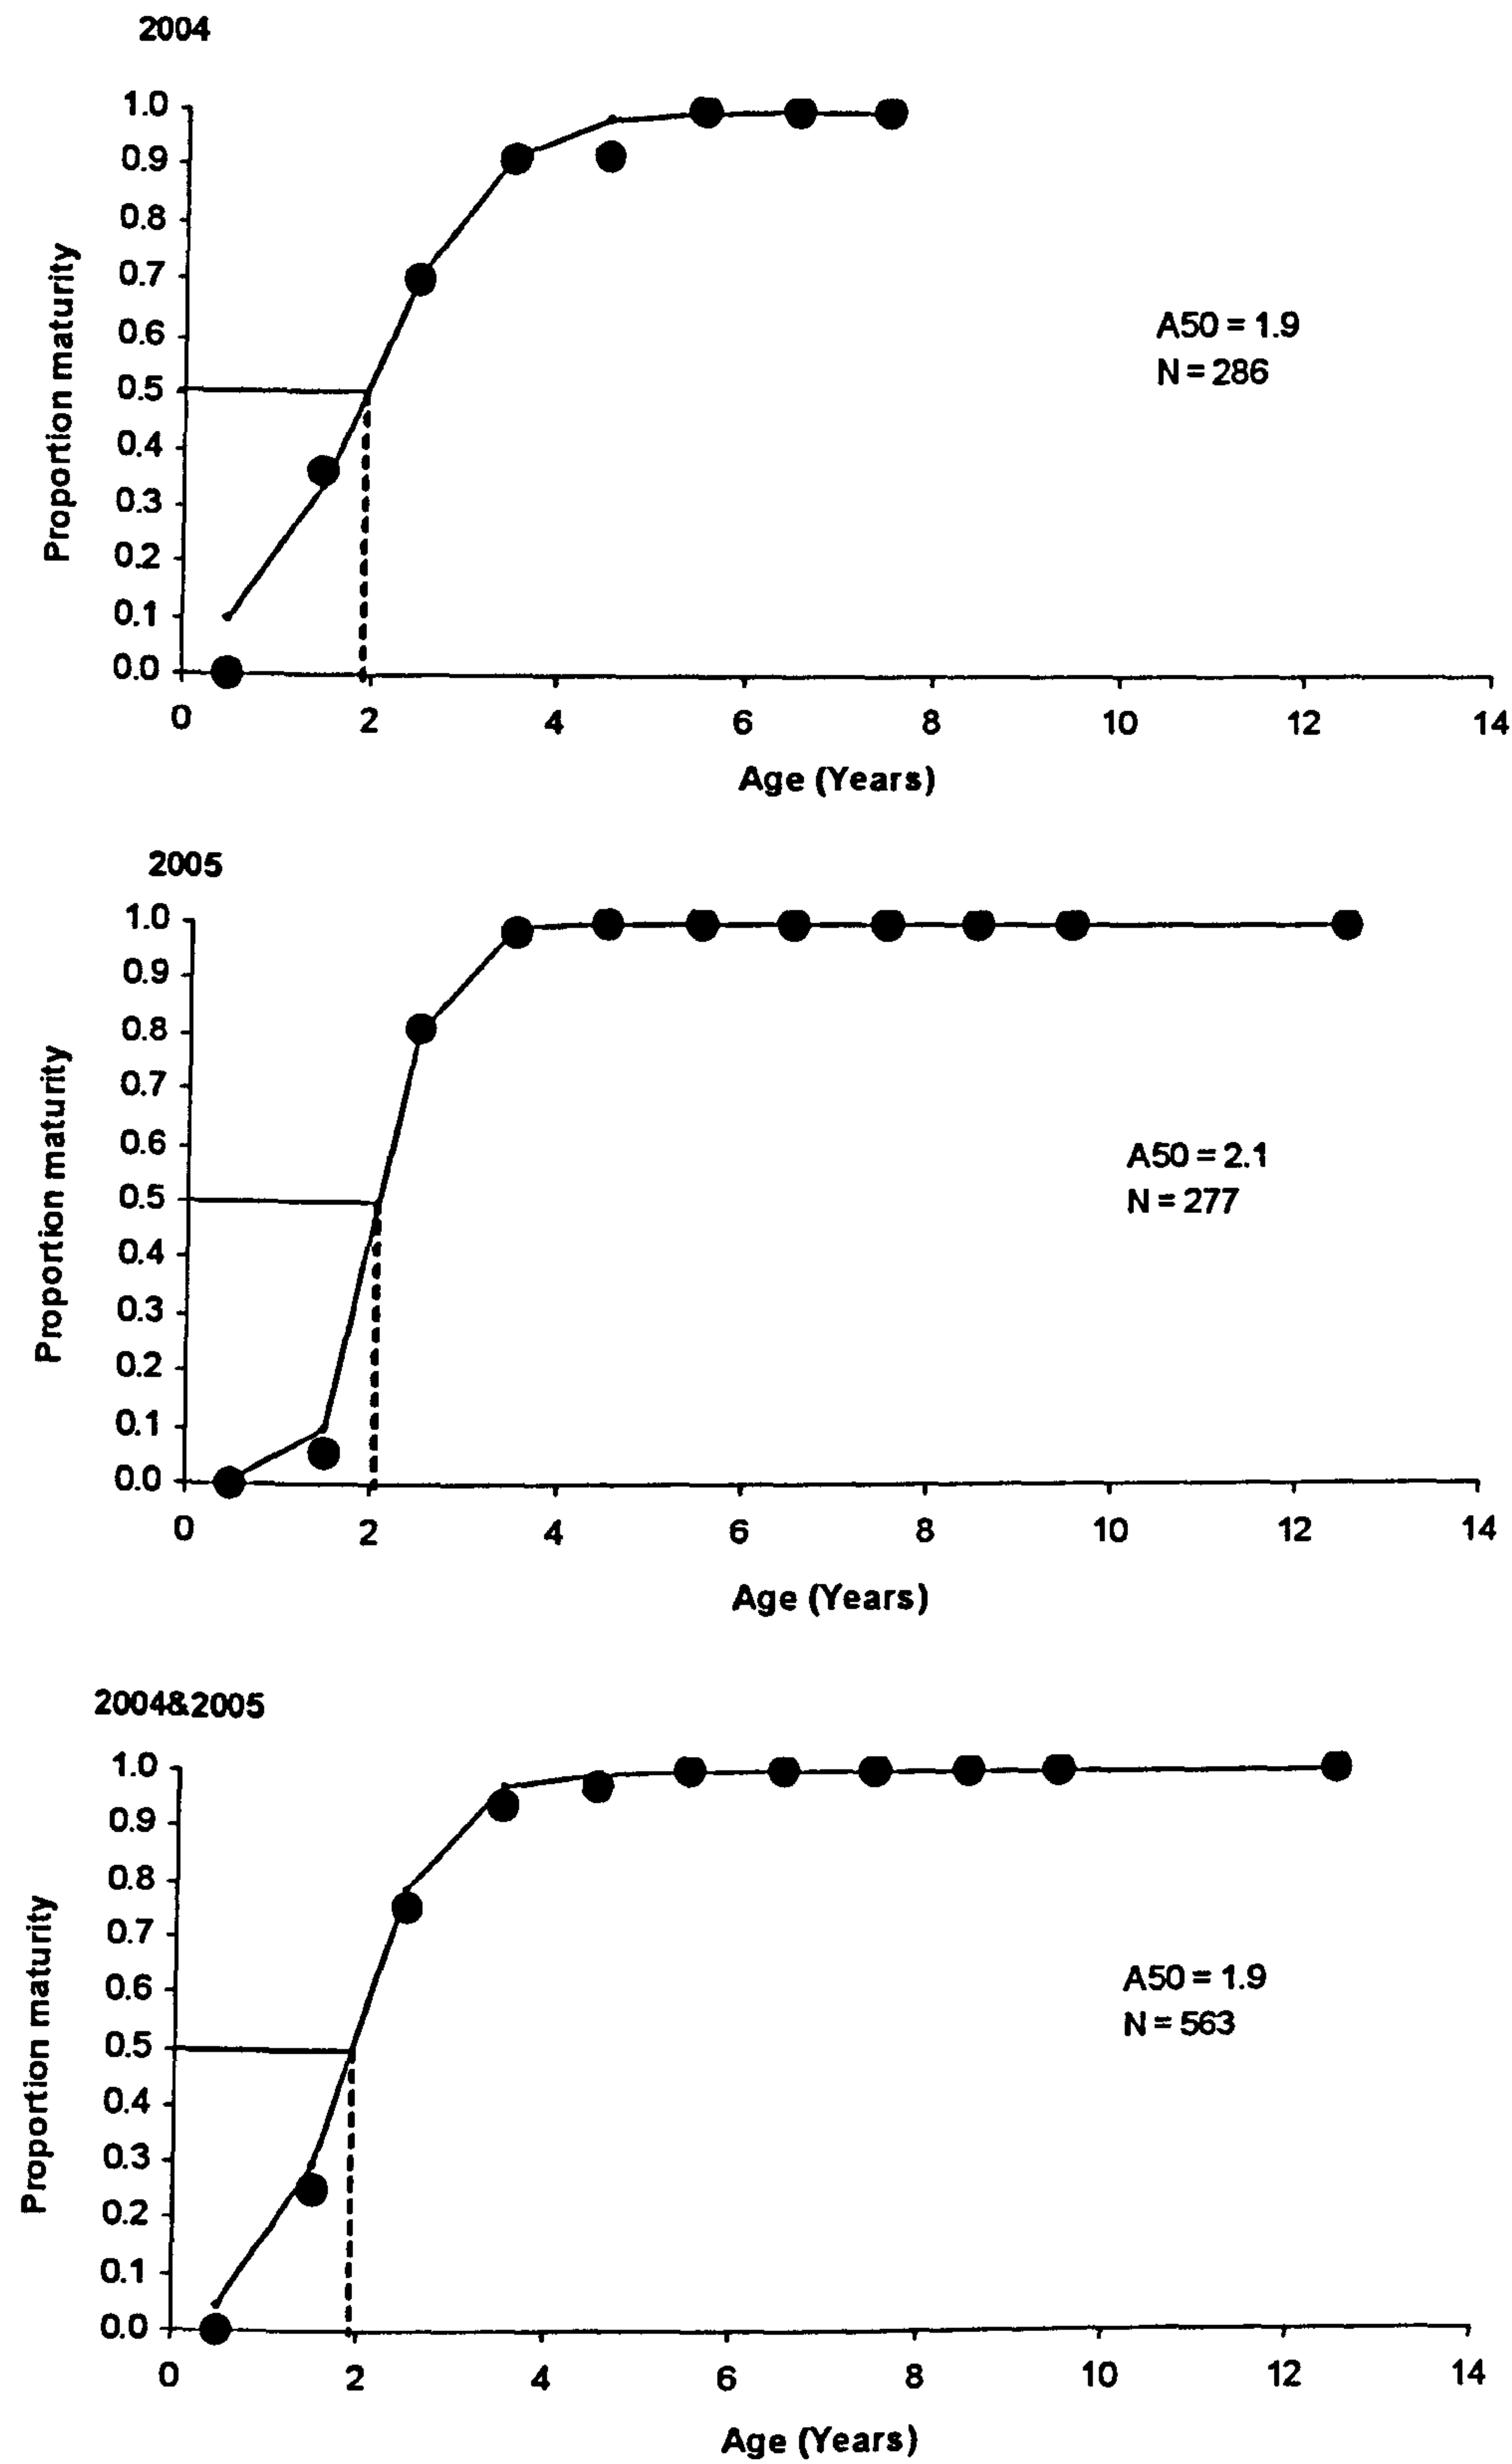 2004
1.0
0.9
0.8
0.7
0.6
0.5
0.4
0.3
0.2
0.1
0.0
Proportion maturity
A50 = 1.9
N = 286
0 2 4 6 8 10 12 14
Age (Years)
2005
1.0
0.9
0.8
0.7
0.6
0.5
0.4
0.3
0.2
0.1
0.0
Proportion maturity
A50 = 2.1
N = 277
0 2 4 6 8 10 12 14
Age (Years)
2004&2005
1.0
0.9
0.8
0.7
0.6
0.5
0.4
0.3
0.2
0.1
0.0
Proportion maturity
A50 = 1.9
N = 563
0 2 4 6 8 10 12 14
Age (Years)